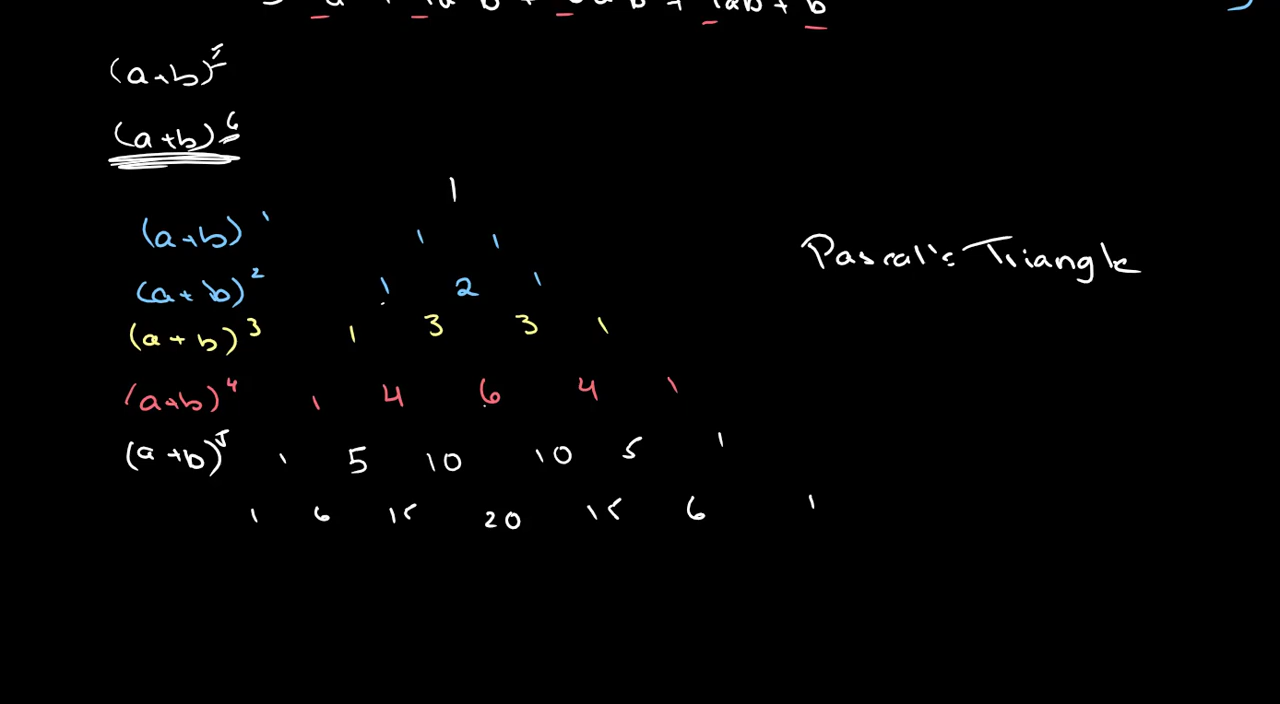 (a+b)⁵
(a+b)⁶
1
(a+b)¹ 1 1
Pascal's Triangle
(a+b)² 1 2 1
(a+b)³ 1 3 3 1
(a+b)⁴ 1 4 6 4 1
(a+b)⁵ 1 5 10 10 5 1
1 6 15 20 15 6 1